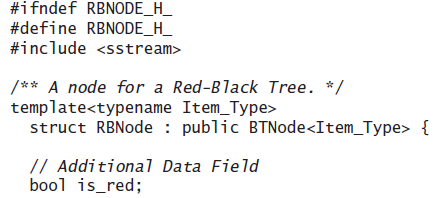 #ifndef RBNODE_H_
#define RBNODE_H_
#include <sstream>
/** A node for a Red-Black Tree. */
template<typename Item_Type>
struct RBNode : public BTNode<Item_Type> {
// Additional Data Field
bool is_red;